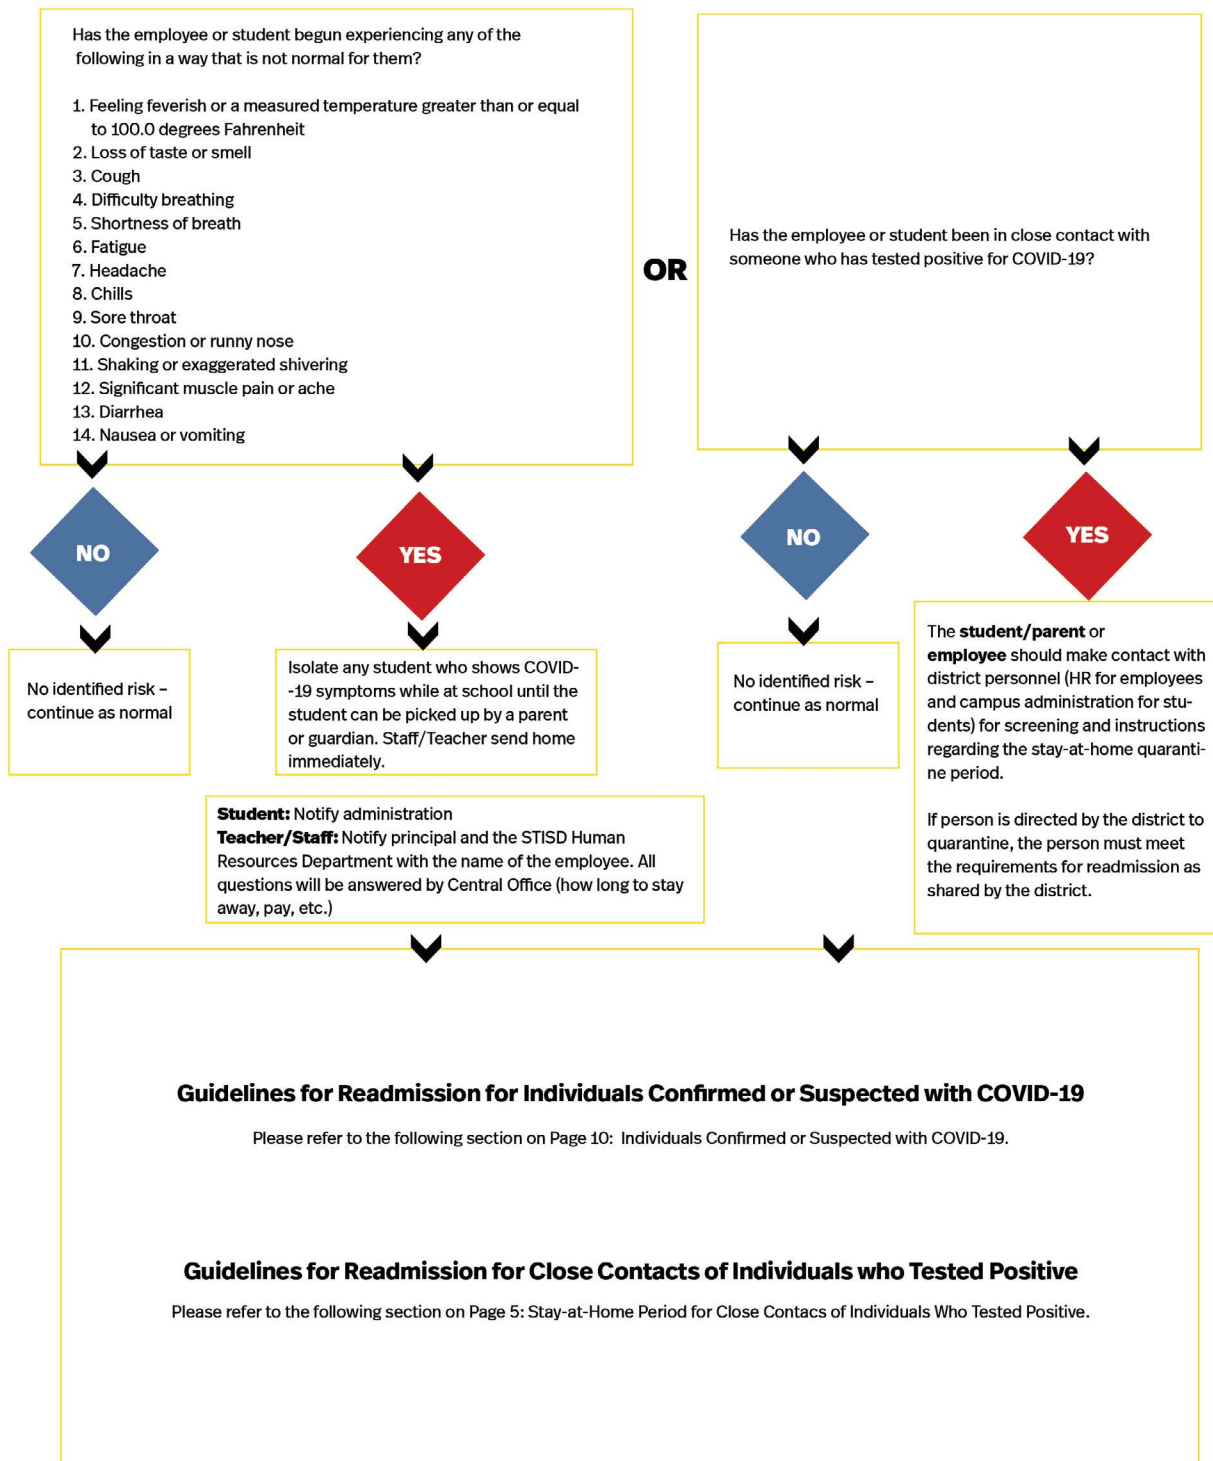 Has the employee or student begun experiencing any of the
following in a way that is not normal for them?
1. Feeling feverish or a measured temperature greater than or equal
to 100.0 degrees Fahrenheit
2. Loss of taste or smell
3. Cough
4. Difficulty breathing
5. Shortness of breath
6. Fatigue
7. Headache
8. Chills
9. Sore throat
10. Congestion or runny nose
11. Shaking or exaggerated shivering
12. Significant muscle pain or ache
13. Diarrhea
14. Nausea or vomiting
OR
Has the employee or student been in close contact with
someone who has tested positive for COVID-19?
NO
YES
NO
YES
No identified risk –
continue as normal
Isolate any student who shows COVID-
-19 symptoms while at school until the
student can be picked up by a parent
or guardian. Staff/Teacher send home
immediately.
Student: Notify administration
Teacher/Staff: Notify principal and the STISD Human
Resources Department with the name of the employee. All
questions will be answered by Central Office (how long to stay
away, pay, etc.)
No identified risk –
continue as normal
The student/parent or
employee should make contact with
district personnel (HR for employees
and campus administration for stu-
dents) for screening and instructions
regarding the stay-at-home quaranti-
ne period.
If person is directed by the district to
quarantine, the person must meet
the requirements for readmission as
shared by the district.
Guidelines for Readmission for Individuals Confirmed or Suspected with COVID-19
Please refer to the following section on Page 10: Individuals Confirmed or Suspected with COVID-19.
Guidelines for Readmission for Close Contacts of Individuals who Tested Positive
Please refer to the following section on Page 5: Stay-at-Home Period for Close Contacs of Individuals Who Tested Positive.